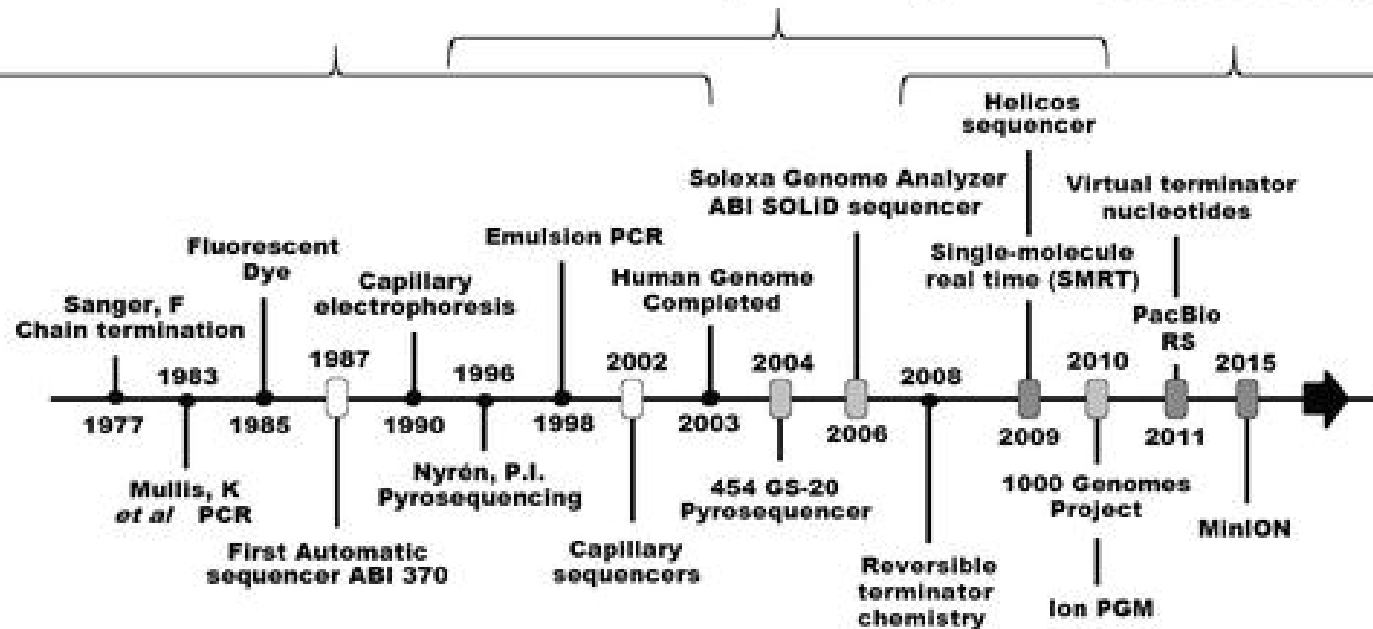 Helicos
sequencer
Solexa Genome Analyzer
ABI SOLiD sequencer
Virtual terminator
nucleotides
Fluorescent
Dye
Emulsion PCR
Single-molecule
real time (SMRT)
Capillary
electrophoresis
Human Genome
Completed
Sanger, F
Chain termination
PacBio
RS
1983
1987
1996
2002
2004
2008
2010
2015
1977
1985
1990
1998
2003
2006
2009
2011
Mullis, K
et al PCR
Nyrén, P.I.
Pyrosequencing
454 GS-20
Pyrosequencer
1000 Genomes
Project
MinION
First Automatic
sequencer ABI 370
Capillary
sequencers
Reversible
terminator
chemistry
Ion PGM